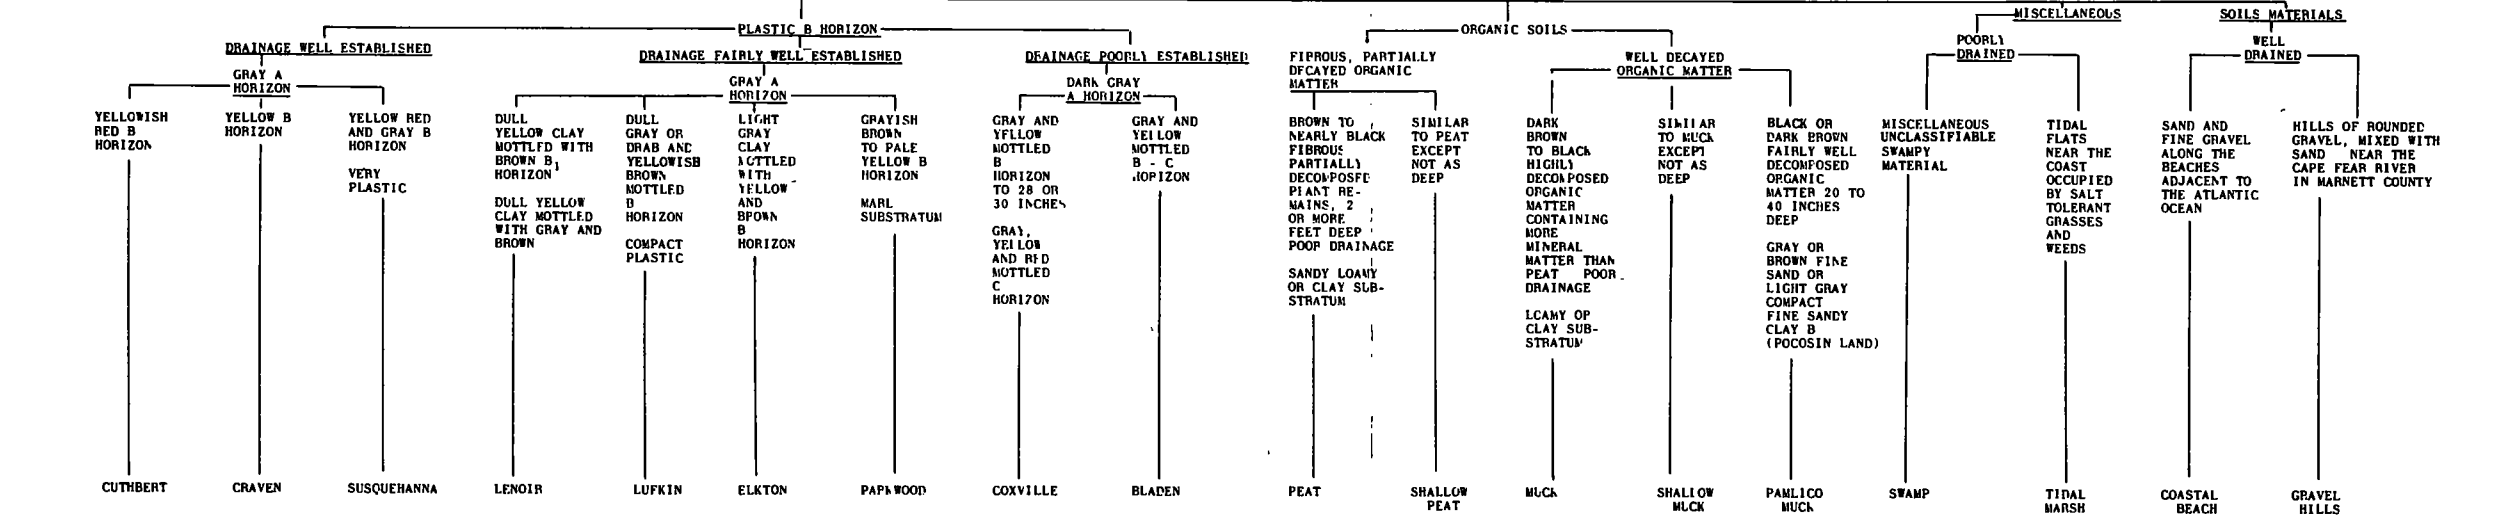 PLASTIC B HORIZON
DRAINAGE WELL ESTABLISHED
GRAY A
HORIZON
YELLOWISH
RED B
HORIZON
CUTHBERT
YELLOW B
HORIZON
CRAVEN
YELLOW RED
AND GRAY B
HORIZON
VERY
PLASTIC
SUSQUEHANNA
DRAINAGE FAIRLY WELL ESTABLISHED
GRAY A
HORIZON
DULL
YELLOW CLAY
MOTTLED WITH
BROWN B,
HORIZON
DULL YELLOW
CLAY MOTTLED
WITH GRAY AND
BROWN
LENOIR
DULL
GRAY OR
DRAB AND
YELLOWISH
BROWN
MOTTLED
B
HORIZON
COMPACT
PLASTIC
LUFKIN
LIGHT
GRAY
CLAY
MOTTLED
WITH
YELLOW
AND
BROWN
B
HORIZON
ELKTON
GRAYISH
BROWN
TO PALE
YELLOW B
HORIZON
MARL
SUBSTRATUM
PARKWOOD
DRAINAGE POORLY ESTABLISHED
DARK GRAY
A HORIZON
GRAY AND
YELLOW
MOTTLED
B
HORIZON
TO 28 OR
30 INCHES
GRAY,
YELLOW
AND RED
MOTTLED
C
HORIZON
COXVILLE
GRAY AND
YELLOW
MOTTLED
B - C
HORIZON
BLADEN
ORGANIC SOILS
FIBROUS, PARTIALLY
DECAYED ORGANIC
MATTER
BROWN TO
NEARLY BLACK
FIBROUS
PARTIALLY
DECOMPOSED
PLANT RE-
MAINS, 2
OR MORE
FEET DEEP
POOR DRAINAGE
SANDY LOAMY
OR CLAY SUB-
STRATUM
PEAT
SIMILAR
TO PEAT
EXCEPT
NOT AS
DEEP
SHALLOW
PEAT
WELL DECAYED
ORGANIC MATTER
DARK
BROWN
TO BLACK
HIGHLY
DECOMPOSED
ORGANIC
MATTER
CONTAINING
MORE
MINERAL
MATTER THAN
PEAT POOR
DRAINAGE
LOAMY OR
CLAY SUB-
STRATUM
MUCK
SIMILAR
TO MUCK
EXCEPT
NOT AS
DEEP
SHALLOW
MUCK
BLACK OR
DARK BROWN
FAIRLY WELL
DECOMPOSED
ORGANIC
MATTER 20 TO
40 INCHES
DEEP
GRAY OR
BROWN FINE
SAND OR
LIGHT GRAY
COMPACT
FINE SANDY
CLAY B
(POCOSIN LAND)
PAMLICO
MUCK
MISCELLANEOUS
POORLY
DRAINED
MISCELLANEOUS
UNCLASSIFIABLE
SWAMPY
MATERIAL
SWAMP
TIDAL
FLATS
NEAR THE
COAST
OCCUPIED
BY SALT
TOLERANT
GRASSES
AND
WEEDS
TIDAL
MARSH
SOILS MATERIALS
WELL
DRAINED
SAND AND
FINE GRAVEL
ALONG THE
BEACHES
ADJACENT TO
THE ATLANTIC
OCEAN
COASTAL
BEACH
HILLS OF ROUNDED
GRAVEL, MIXED WITH
SAND NEAR THE
CAPE FEAR RIVER
IN MARNETT COUNTY
GRAVEL
HILLS